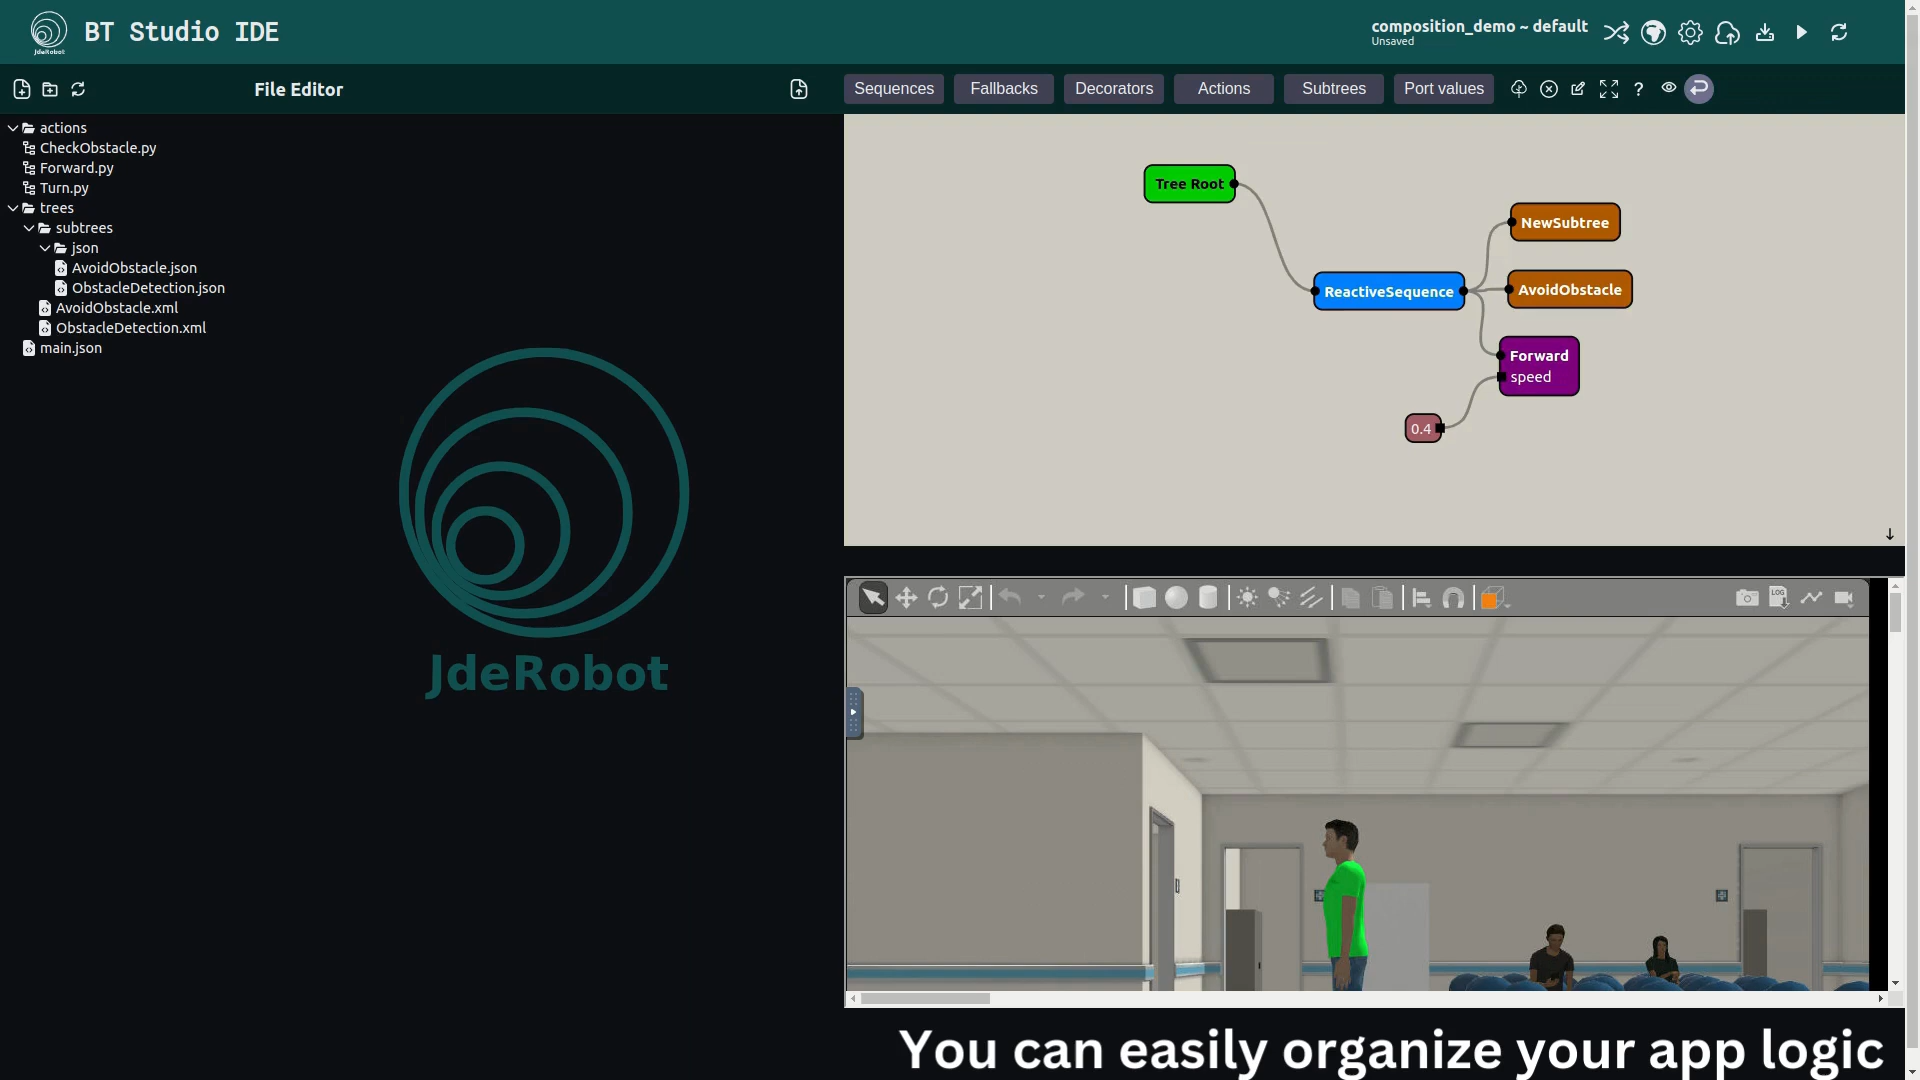 JdeRobot
BT Studio IDE
composition_demo ~ default
Unsaved
File Editor
Sequences
Fallbacks
Decorators
Actions
Subtrees
Port values
?
actions
CheckObstacle.py
Forward.py
Turn.py
trees
subtrees
json
AvoidObstacle.json
ObstacleDetection.json
AvoidObstacle.xml
ObstacleDetection.xml
main.json
JdeRobot
Tree Root
ReactiveSequence
NewSubtree
AvoidObstacle
Forward
speed
0.4
LOG
You can easily organize your app logic